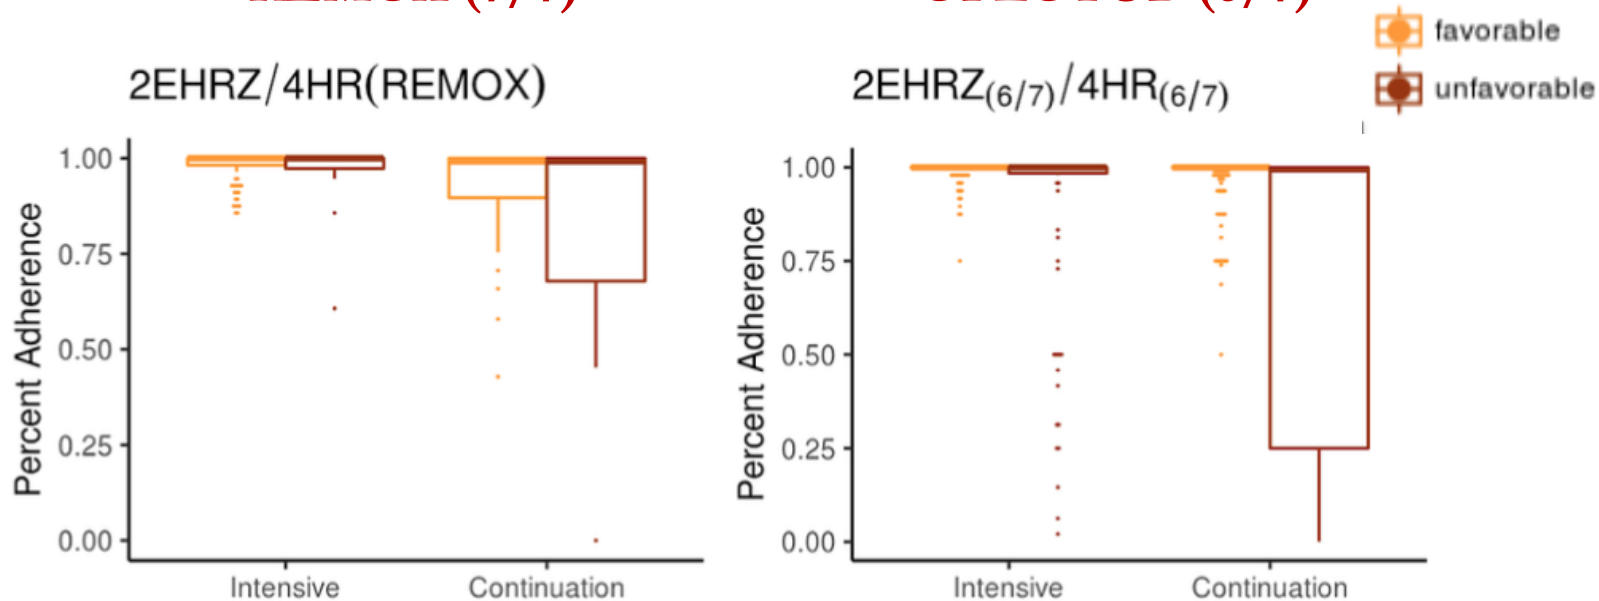 favorable
unfavorable
2EHRZ/4HR(REMOX)
2EHRZ(6/7)/4HR(6/7)
Percent Adherence
1.00
0.75
0.50
0.25
0.00
Intensive Continuation
Percent Adherence
1.00
0.75
0.50
0.25
0.00
Intensive Continuation